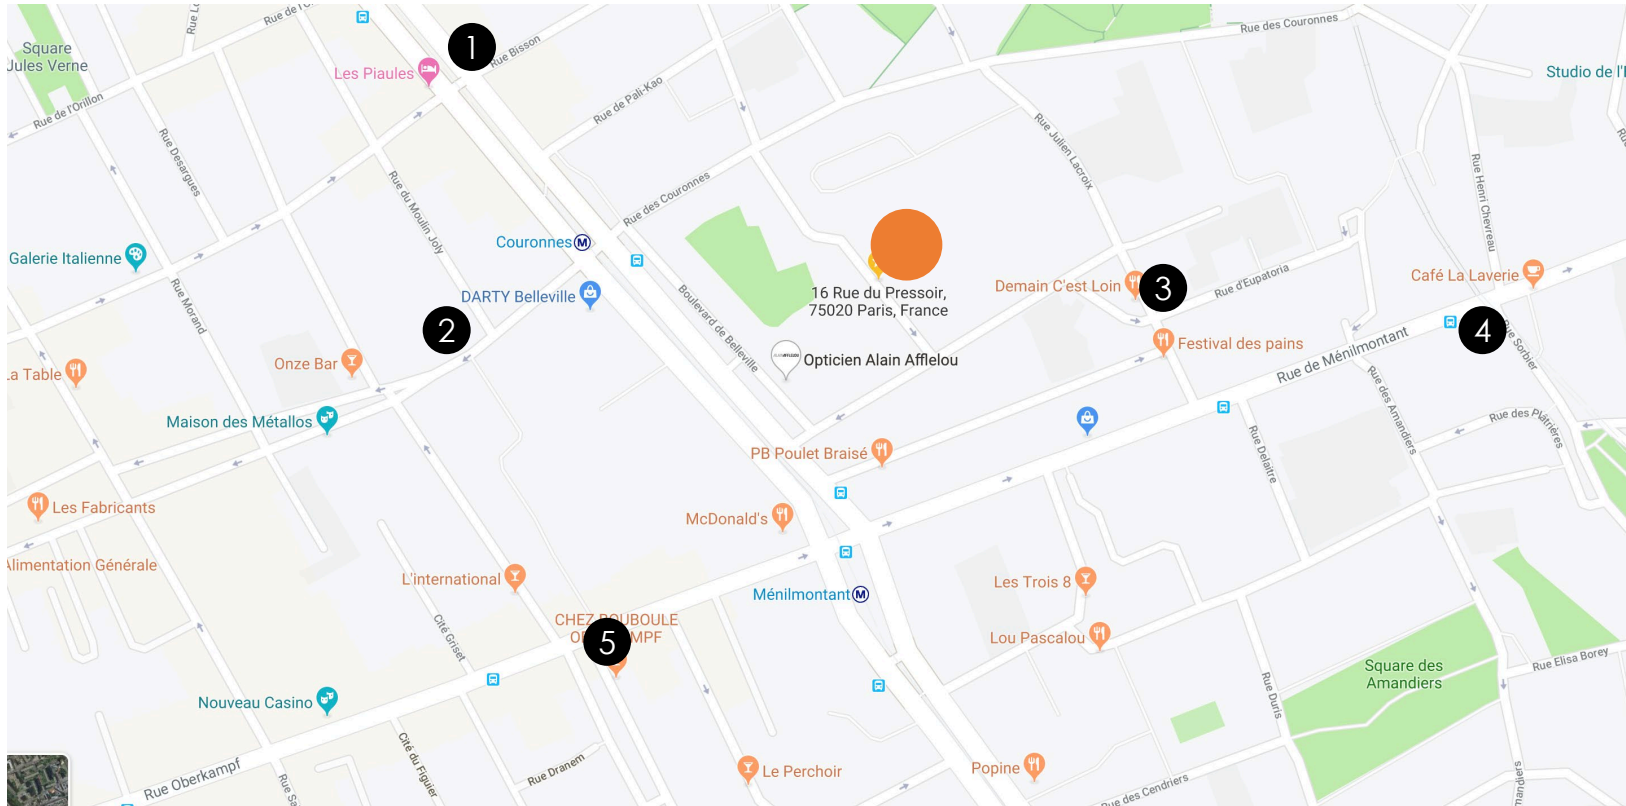 Square
Jules Verne
Rue de l'Orillon
Les Piaules
1
Rue Bisson
Rue de Pali-Kao
Rue des Couronnes
Studio de l'
Rue Desargues
Rue du Moulin Joly
Rue des Couronnes
Rue Julien Lacroix
Rue Henri Chevreau
Galerie Italienne
Couronnes M
DARTY Belleville
2
Rue Morand
Boulevard de Belleville
16 Rue du Pressoir,
75020 Paris, France
Demain C'est Loin
3
Rue d'Eupatoria
Café La Laverie
4
Rue Sorbier
Opticien Alain Afflelou
Festival des pains
Rue de Ménilmontant
Onze Bar
La Table
Maison des Métallos
Rue des Amandiers
Rue des Plâtrières
Rue Delaitre
PB Poulet Braisé
Les Fabricants
McDonald's
Alimentation Générale
L'international
Ménilmontant M
Les Trois 8
Lou Pascalou
CHEZ BOUBOULE
5
Cité Griset
Square des
Amandiers
Rue Elisa Borey
Rue Duris
Nouveau Casino
Rue Oberkampf
Cité du Figuier
Rue Dranem
Le Perchoir
Popine
Rue des Cendriers